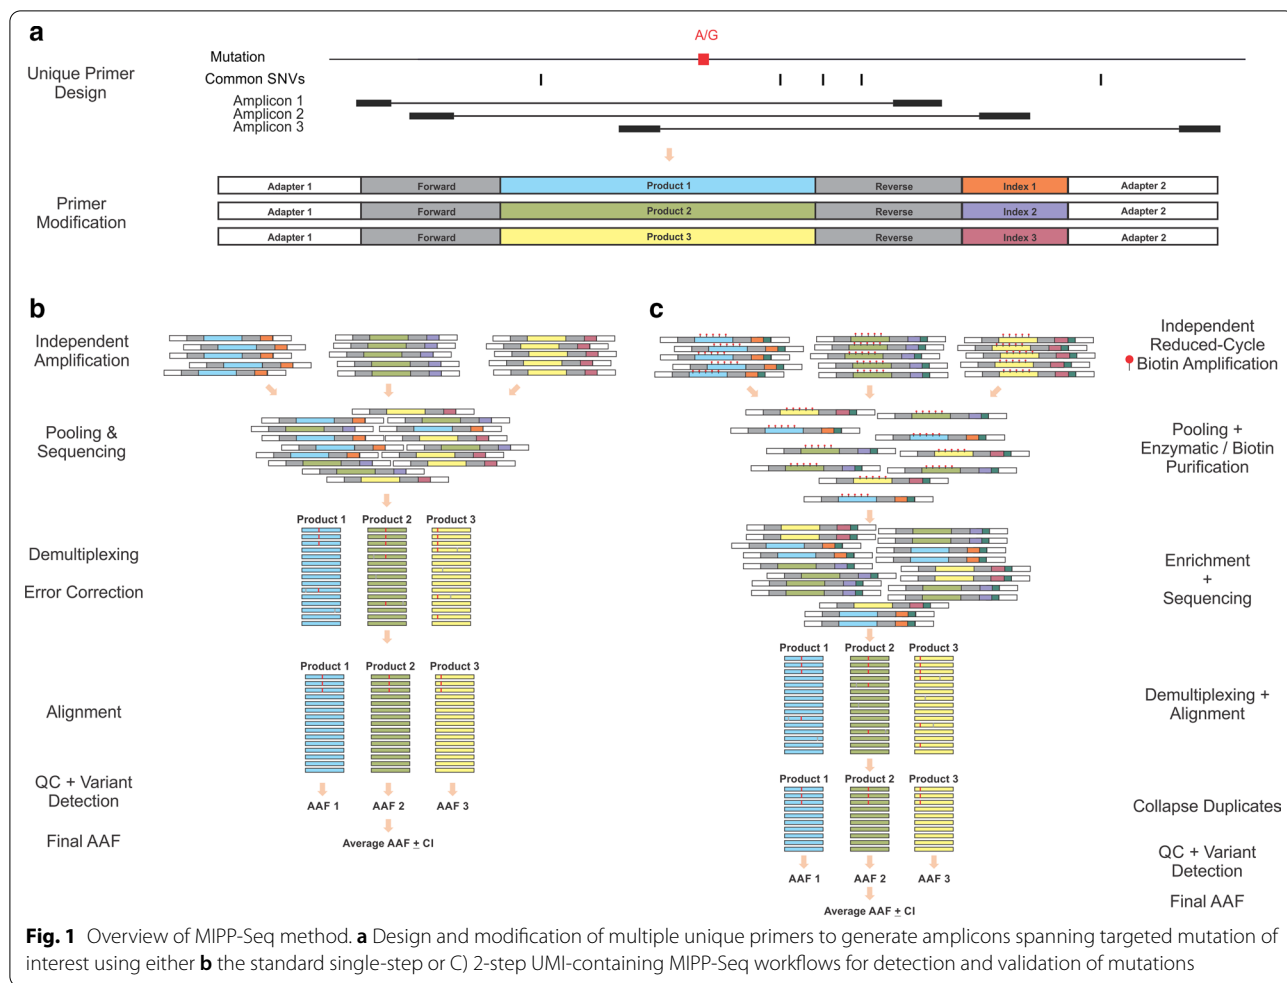 a
A/G
Mutation
Unique Primer
Design
Common SNVs
Amplicon 1
Amplicon 2
Amplicon 3
Primer
Modification
Adapter 1 Forward Product 1 Reverse Index 1 Adapter 2
Adapter 1 Forward Product 2 Reverse Index 2 Adapter 2
Adapter 1 Forward Product 3 Reverse Index 3 Adapter 2
b
Independent
Amplification
Pooling &
Sequencing
Product 1 Product 2 Product 3
Demultiplexing
Error Correction
Product 1 Product 2 Product 3
Alignment
QC + Variant
Detection
AAF 1 AAF 2 AAF 3
Final AAF
Average AAF ± CI
c
Independent
Reduced-Cycle
Biotin Amplification
Pooling +
Enzymatic / Biotin
Purification
Enrichment
+
Sequencing
Product 1 Product 2 Product 3
Demultiplexing +
Alignment
Product 1 Product 2 Product 3
Collapse Duplicates
QC + Variant
Detection
AAF 1 AAF 2 AAF 3
Final AAF
Average AAF ± CI
Fig. 1 Overview of MIPP-Seq method. a Design and modification of multiple unique primers to generate amplicons spanning targeted mutation of
interest using either b the standard single-step or C) 2-step UMI-containing MIPP-Seq workflows for detection and validation of mutations